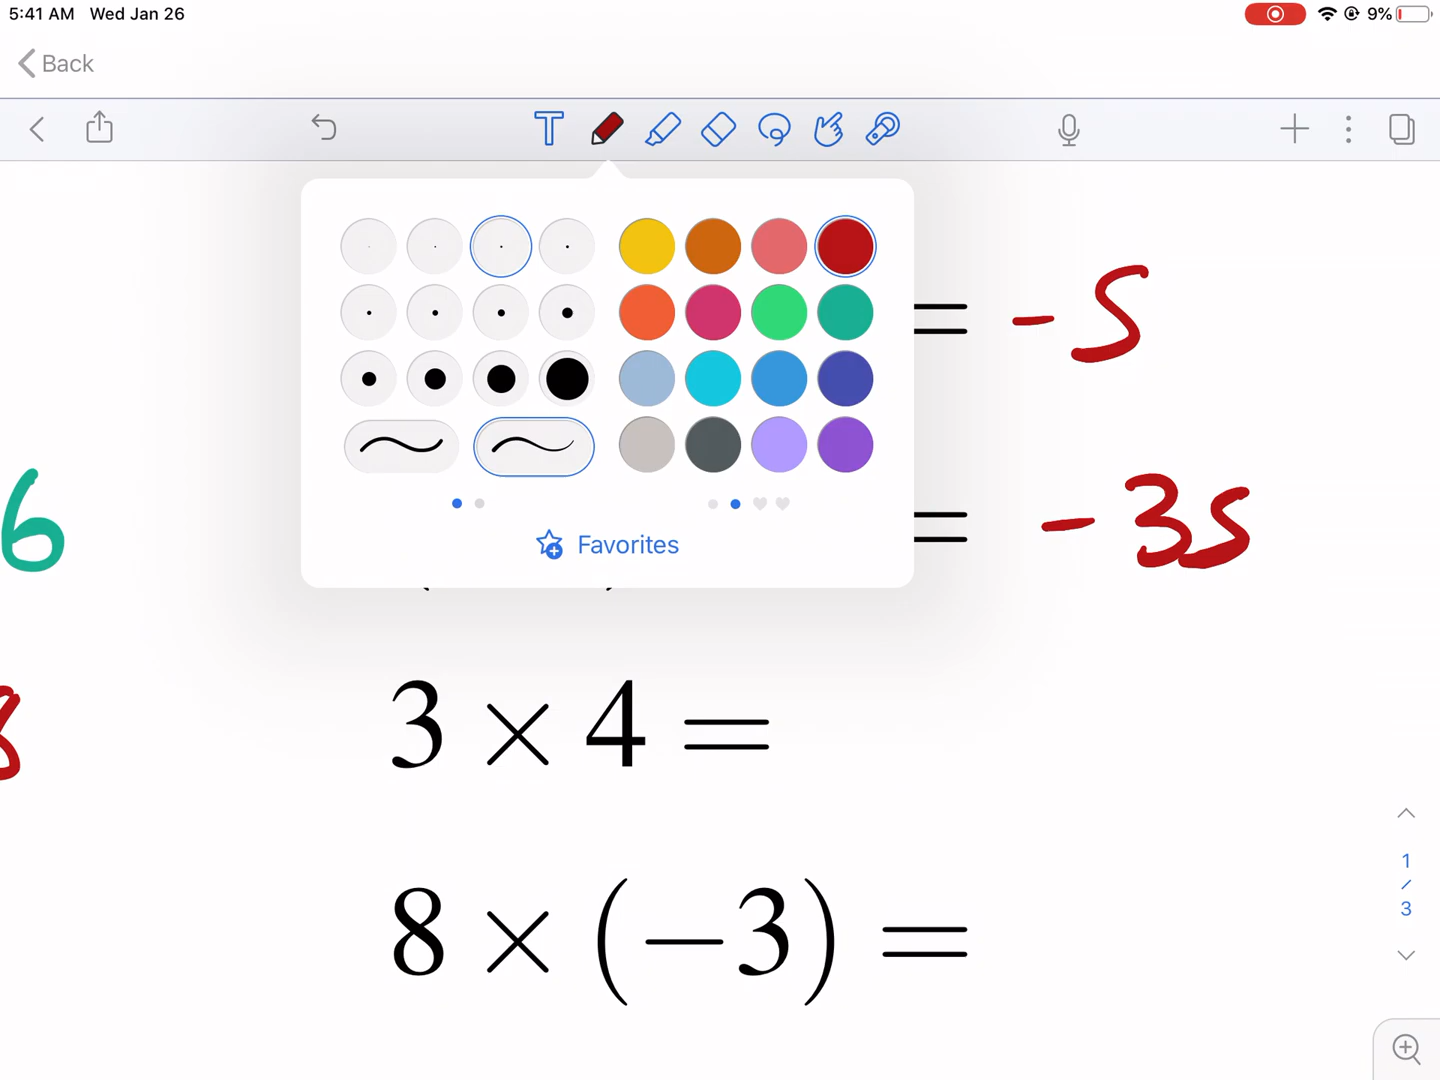 5:41 AM Wed Jan 26 9%
Back
= -5
6 = -35
Favorites
3 × 4 =
8 × (−3) =
1
/
3